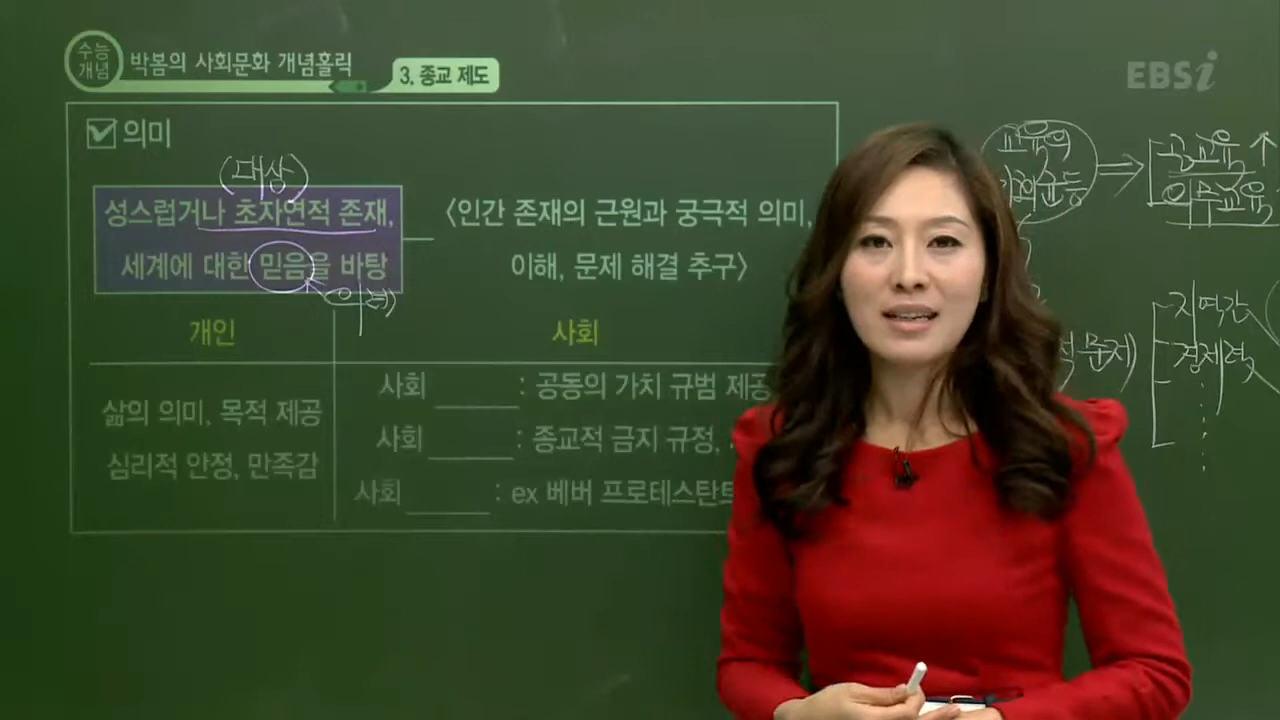 수능
개념
박봄의 사회문화 개념홀릭
3. 종교 제도
EBSi
의미
(대상)
성스럽거나 초자연적 존재,
세계에 대한 믿음을 바탕
〈인간 존재의 근원과 궁극적 의미,
이해, 문제 해결 추구〉
개인
사회
삶의 의미, 목적 제공
심리적 안정, 만족감
사회 ______ : 공동의 가치 규범 제공
사회 ______ : 종교적 금지 규정,
사회 ______ : ex 베버 프로테스탄트
교육의
균등
공교육 ↑
의무교육
문제)
지역간
경제력